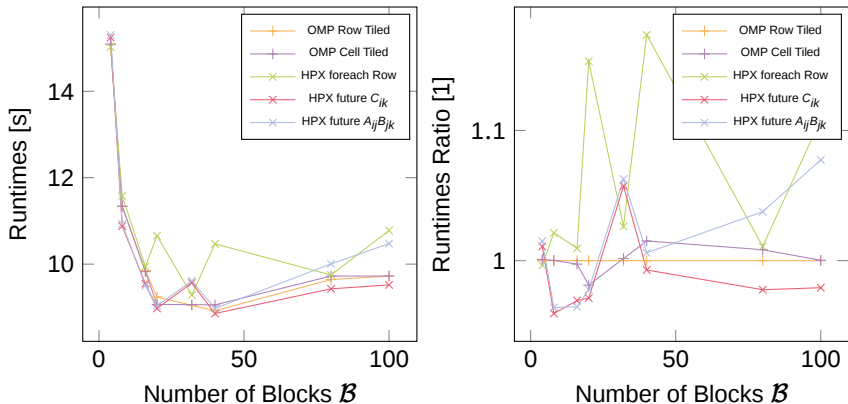 Runtimes [s]
14
12
10
0
50
100
Number of Blocks ℬ
OMP Row Tiled
OMP Cell Tiled
HPX foreach Row
HPX future Cik
HPX future AijBjk
Runtimes Ratio [1]
1.1
1
0
50
100
Number of Blocks ℬ
OMP Row Tiled
OMP Cell Tiled
HPX foreach Row
HPX future Cik
HPX future AijBjk